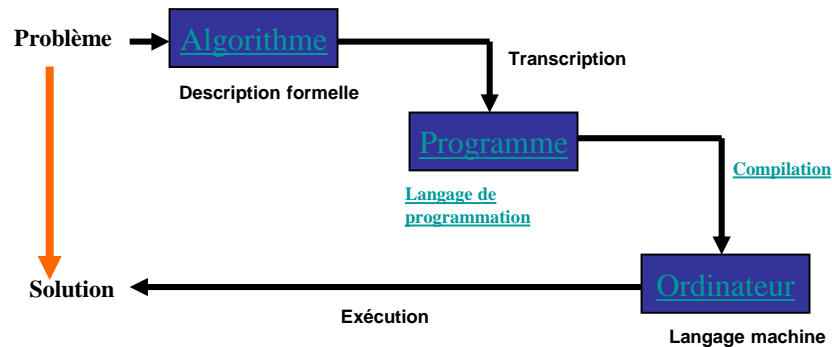 Problème
Algorithme
Transcription
Description formelle
Programme
Compilation
Langage de
programmation
Solution
Ordinateur
Exécution
Langage machine